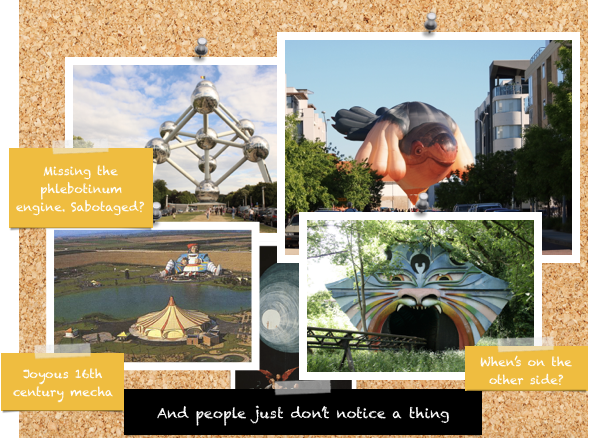 Missing the
phlebotinum
engine. Sabotaged?
Joyous 16th
century mecha
When's on the
other side?
And people just don't notice a thing